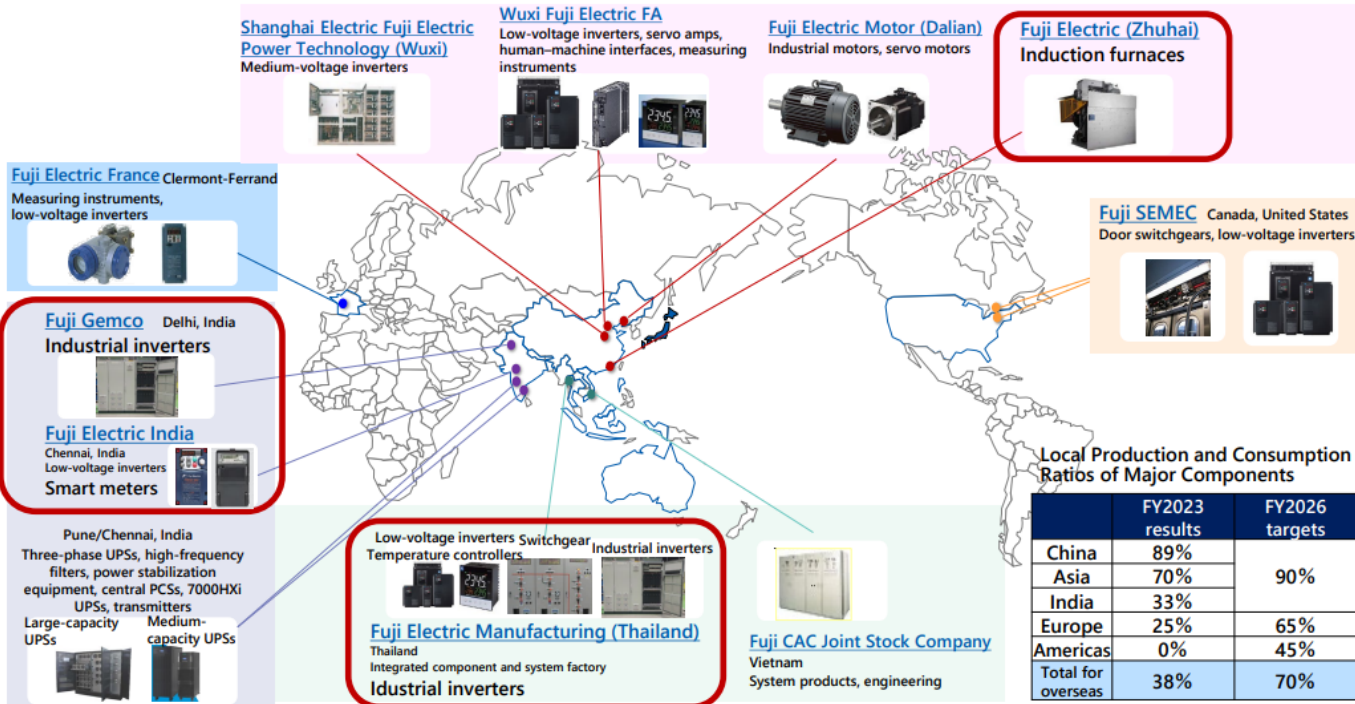 Shanghai Electric Fuji Electric
Power Technology (Wuxi)
Medium-voltage inverters
Wuxi Fuji Electric FA
Low-voltage inverters, servo amps,
human–machine interfaces, measuring
instruments
Fuji Electric Motor (Dalian)
Industrial motors, servo motors
Fuji Electric (Zhuhai)
Induction furnaces
Fuji Electric France Clermont-Ferrand
Measuring instruments,
low-voltage inverters
Fuji SEMEC Canada, United States
Door switchgears, low-voltage inverters
Fuji Gemco Delhi, India
Industrial inverters
Fuji Electric India
Chennai, India
Low-voltage inverters
Smart meters
Pune/Chennai, India
Three-phase UPSs, high-frequency
filters, power stabilization
equipment, central PCSs, 7000HXi
UPSs, transmitters
Large-capacity
UPSs
Medium-
capacity UPSs
Low-voltage inverters
Temperature controllers
Switchgear
Industrial inverters
Fuji Electric Manufacturing (Thailand)
Thailand
Integrated component and system factory
Idustrial inverters
Fuji CAC Joint Stock Company
Vietnam
System products, engineering
Local Production and Consumption
Ratios of Major Components
FY2023 results FY2026 targets
China 89% 90%
Asia 70%
India 33%
Europe 25% 65%
Americas 0% 45%
Total for overseas 38% 70%